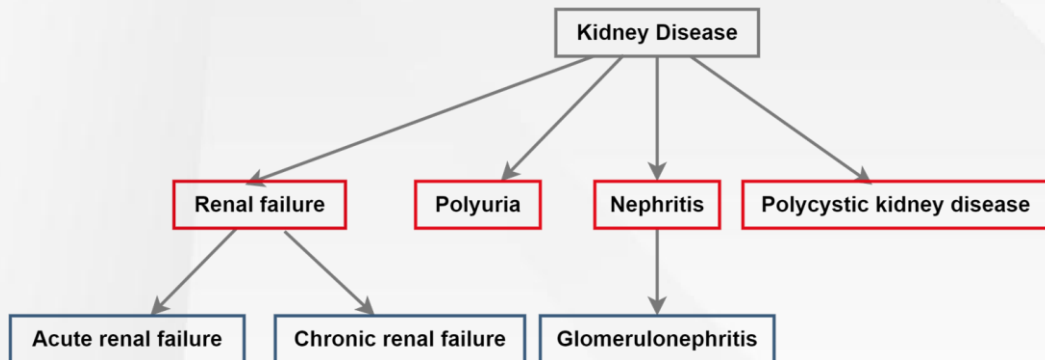 Kidney Disease
Renal failure
Polyuria
Nephritis
Polycystic kidney disease
Acute renal failure
Chronic renal failure
Glomerulonephritis